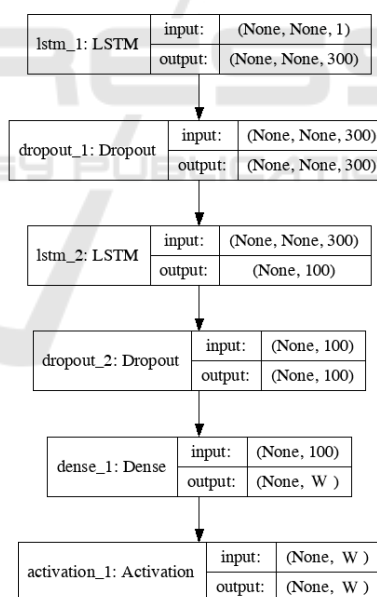 lstm_1: LSTM
input: (None, None, 1)
output: (None, None, 300)
dropout_1: Dropout
input: (None, None, 300)
output: (None, None, 300)
lstm_2: LSTM
input: (None, None, 300)
output: (None, 100)
dropout_2: Dropout
input: (None, 100)
output: (None, 100)
dense_1: Dense
input: (None, 100)
output: (None, W )
activation_1: Activation
input: (None, W )
output: (None, W )